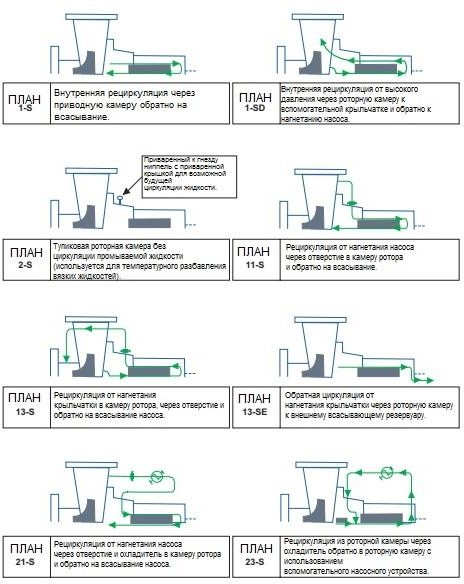 ПЛАН
1-S
Внутренняя рециркуляция через
приводную камеру обратно на
всасывание.
ПЛАН
1-SD
Внутренняя рециркуляция от высокого
давления через роторную камеру к
вспомогательной крыльчатке и обратно к
нагнетанию насоса.
Приваренный к гнезду
ниппель с приваренной
крышкой для возможной
будущей
циркуляции жидкости.
ПЛАН
2-S
Тупиковая роторная камера без
циркуляции промываемой жидкости
(используется для температурного разбавления
вязких жидкостей).
ПЛАН
11-S
Рециркуляция от нагнетания насоса
через отверстие в камеру ротора
и обратно на всасывание.
ПЛАН
13-S
Рециркуляция от нагнетания
крыльчатки в камеру ротора, через отверстие и
обратно на всасывание насоса.
ПЛАН
13-SE
Обратная циркуляция от
нагнетания крыльчатки через роторную камеру
к внешнему всасывающему резервуару.
ПЛАН
21-S
Рециркуляция от нагнетания насоса
через отверстие и охладитель в камеру ротора
и обратно на всасывание насоса.
ПЛАН
23-S
Рециркуляция из роторной камеры через
охладитель обратно в роторную камеру с
использованием
вспомогательного насосного устройства.